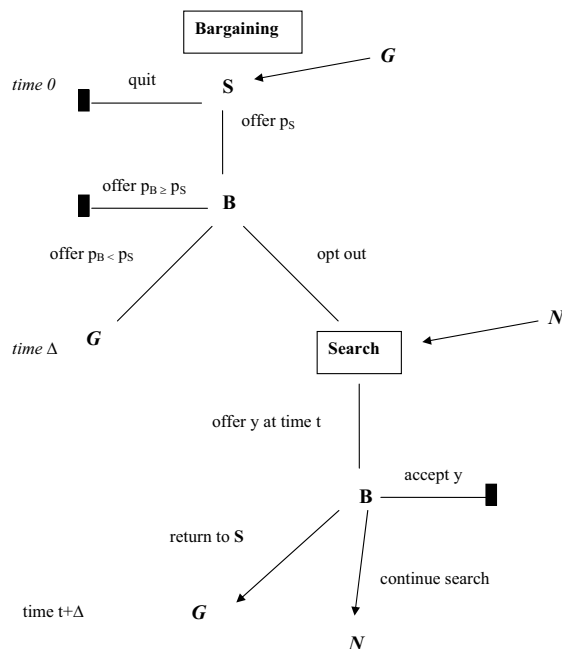 Bargaining
G
time 0
quit
S
offer pS
offer pB ≥ pS
B
offer pB < pS
opt out
time Δ
G
Search
N
offer y at time t
accept y
B
return to S
continue search
time t+Δ
G
N